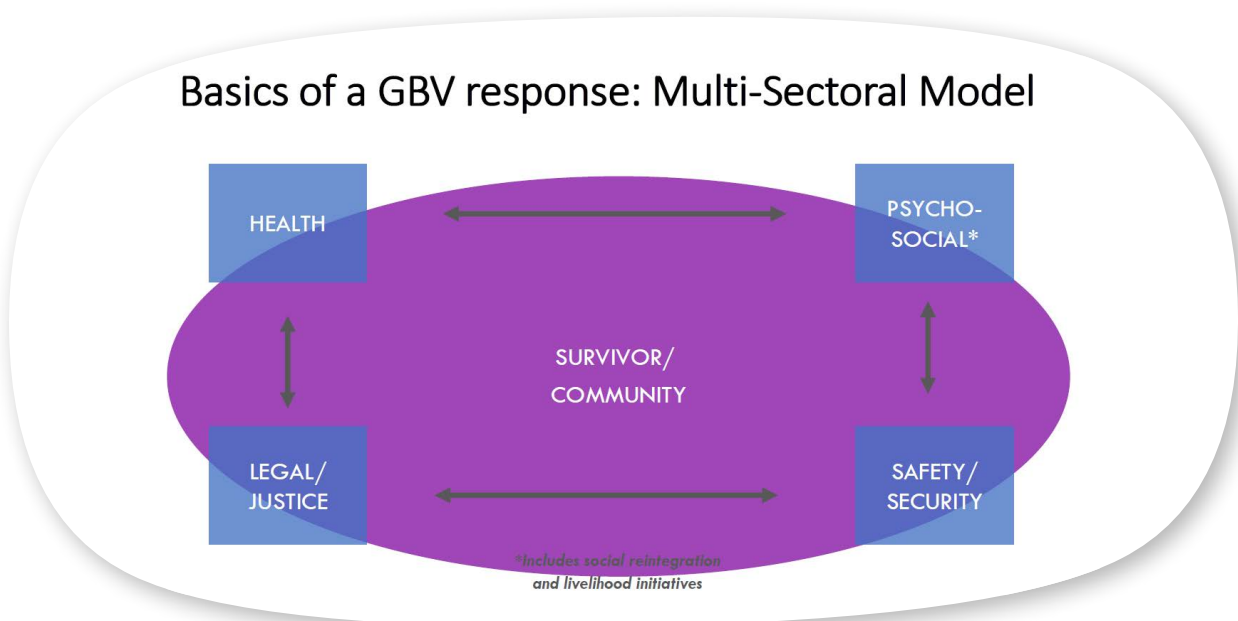 Basics of a GBV response: Multi-Sectoral Model
HEALTH
PSYCHO-
SOCIAL*
SURVIVOR/
COMMUNITY
LEGAL/
JUSTICE
SAFETY/
SECURITY
*Includes social reintegration
and livelihood initiatives